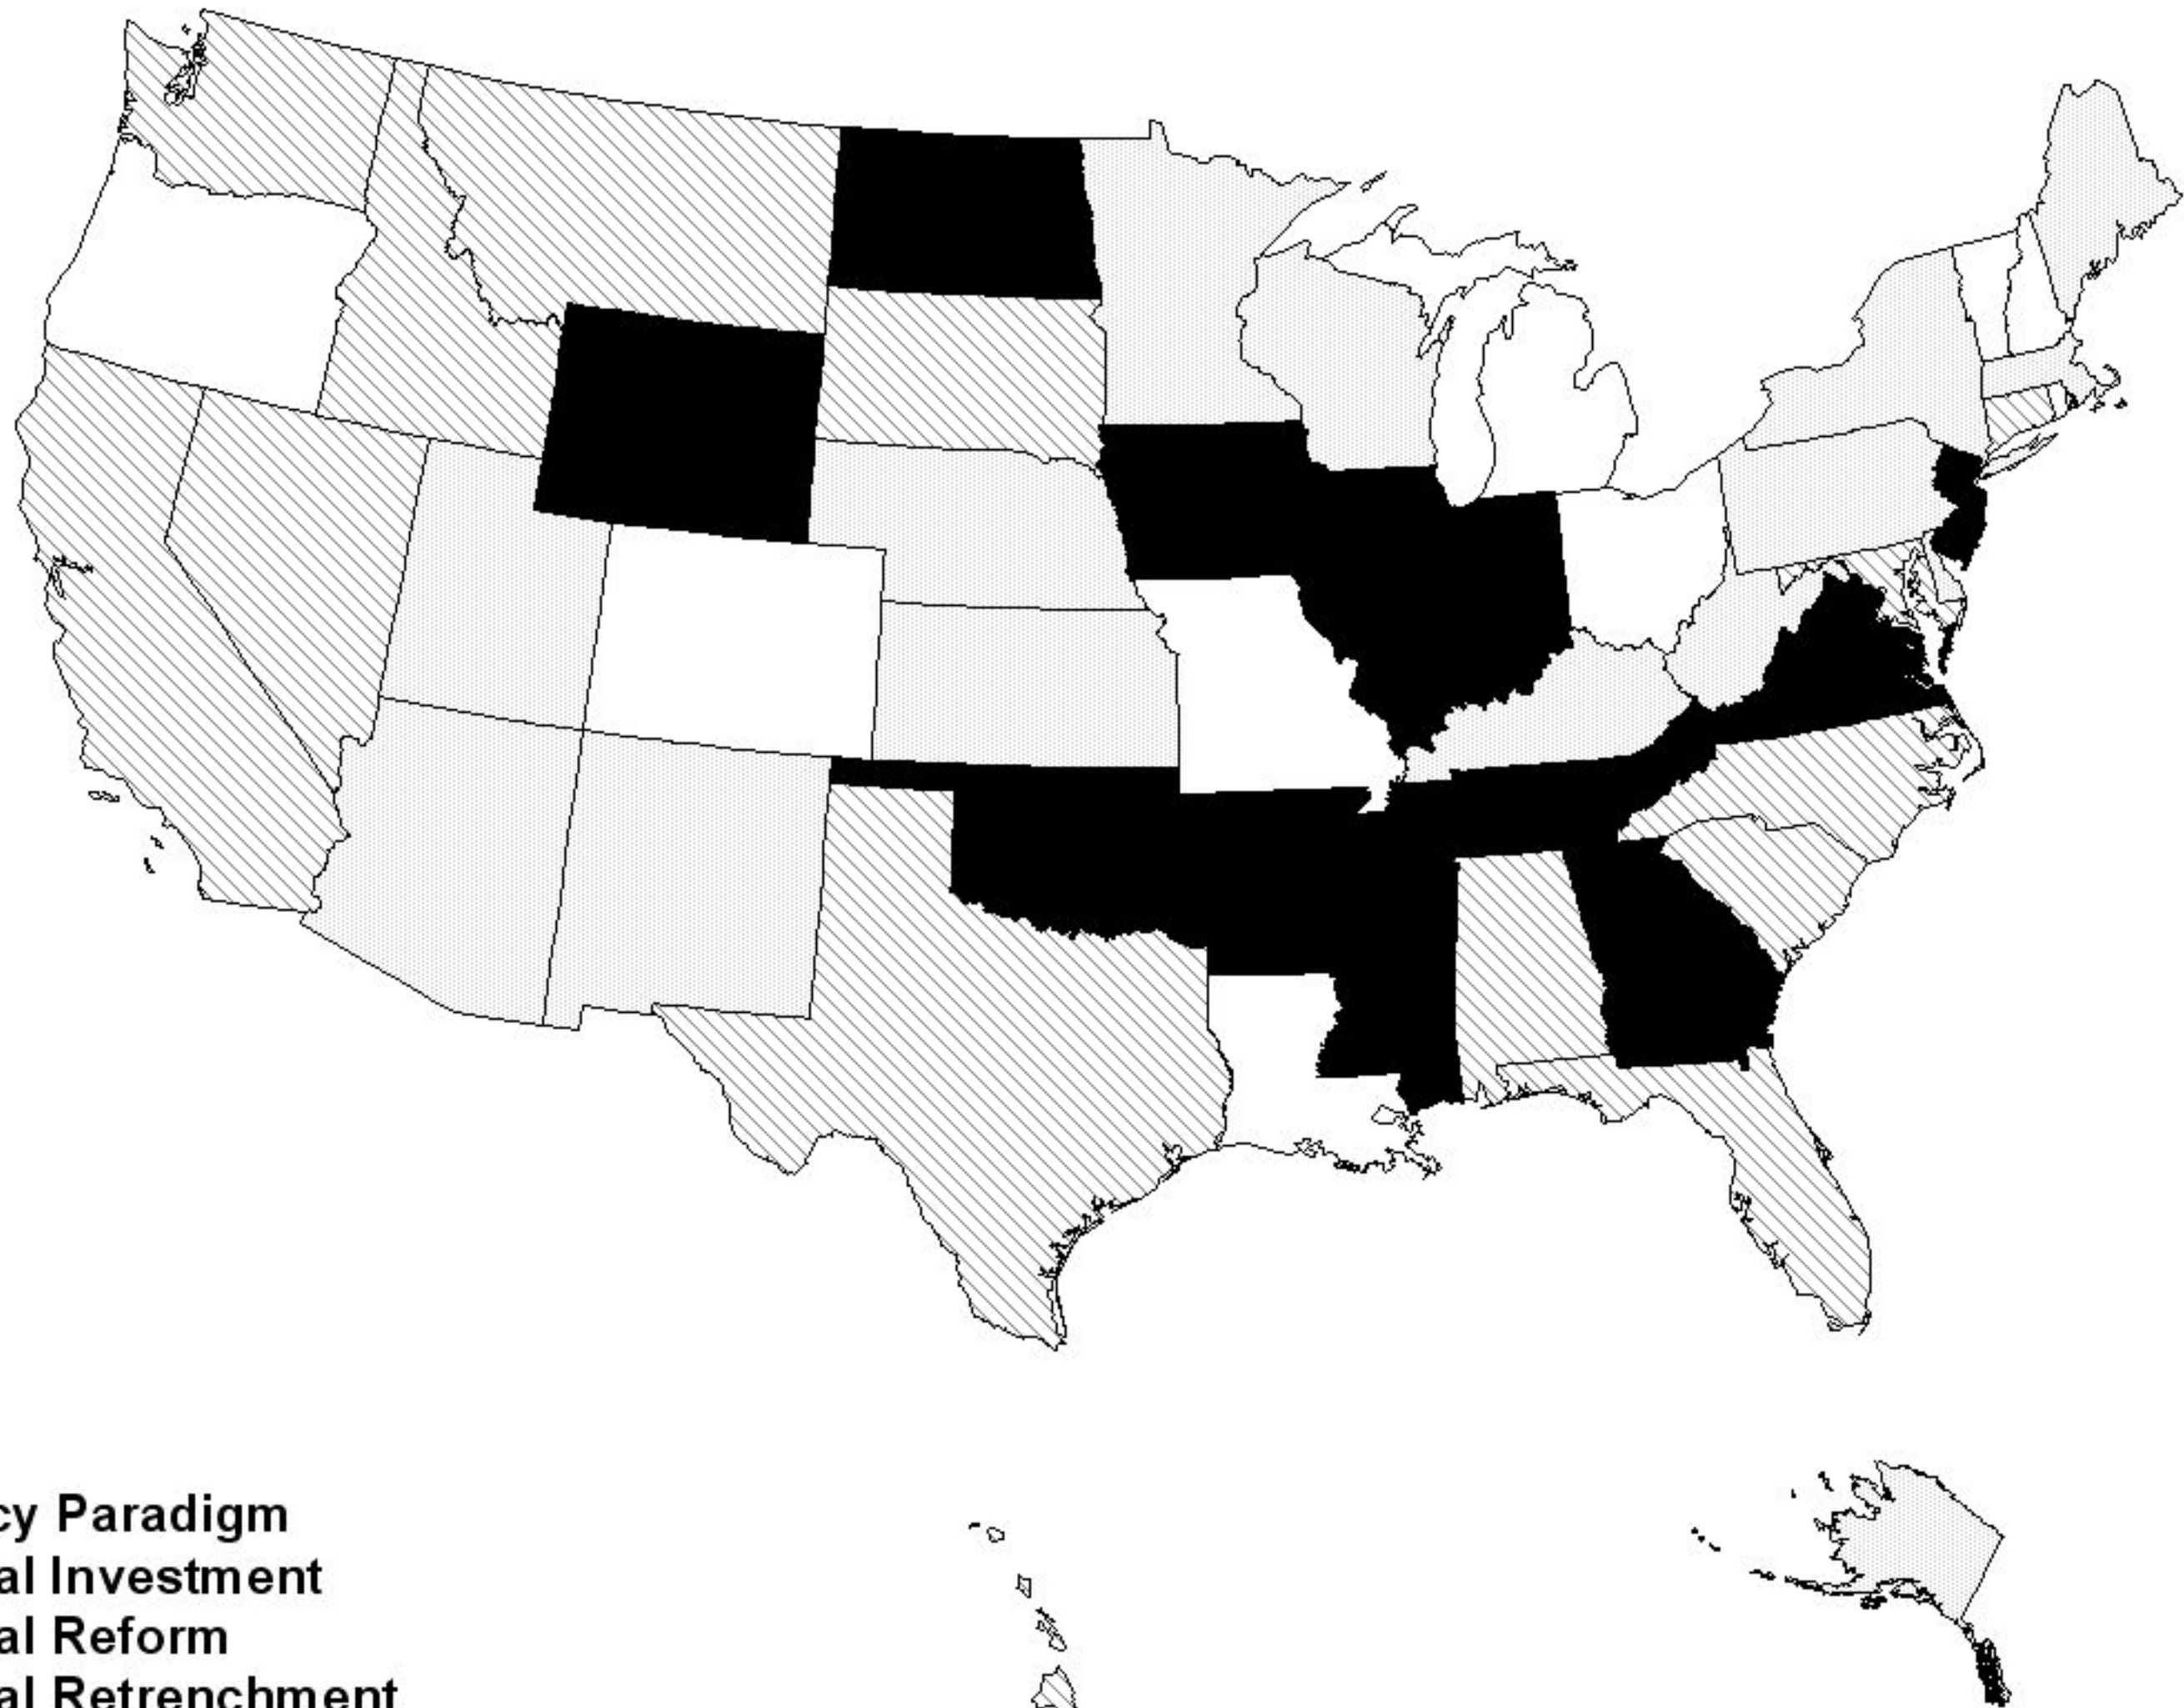 cy Paradigm
al Investment
al Reform
al Retrenchment